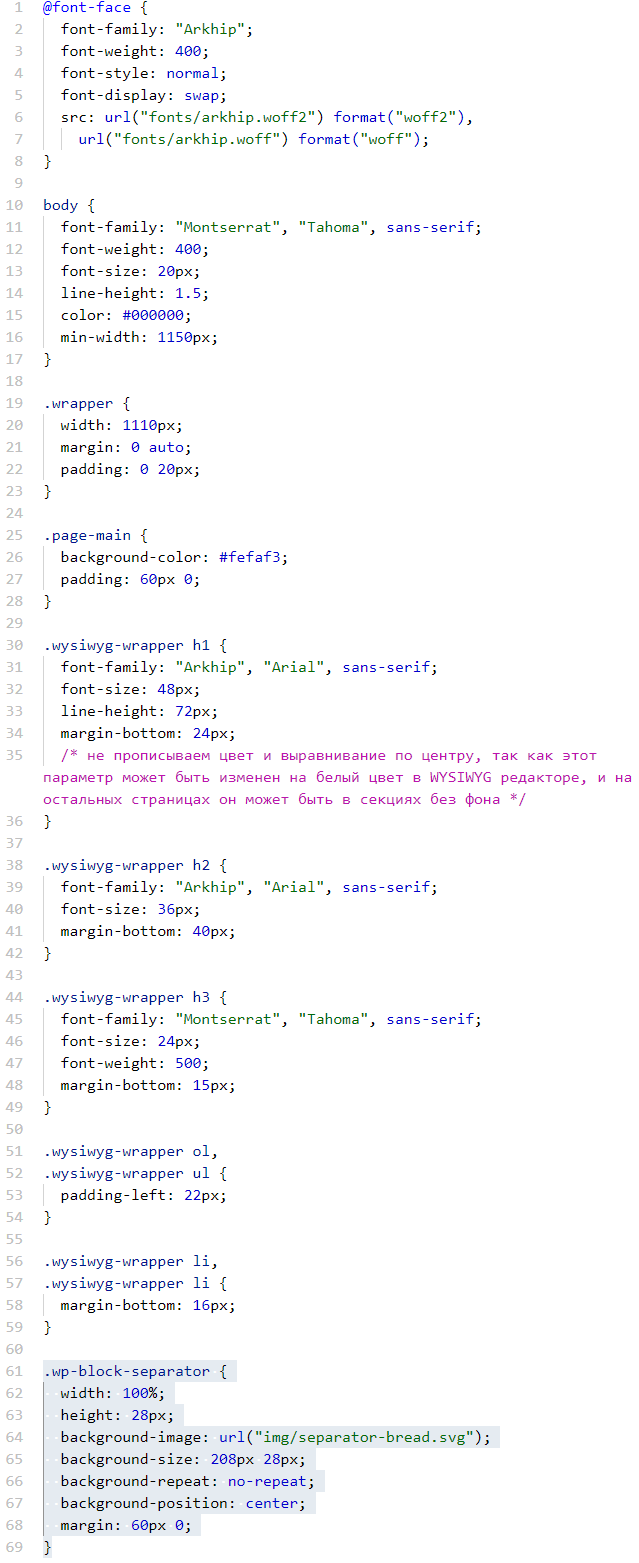 1 @font-face {
2 font-family: "Arkhip";
3 font-weight: 400;
4 font-style: normal;
5 font-display: swap;
6 src: url("fonts/arkhip.woff2") format("woff2"),
7 url("fonts/arkhip.woff") format("woff");
8 }
9
10 body {
11 font-family: "Montserrat", "Tahoma", sans-serif;
12 font-weight: 400;
13 font-size: 20px;
14 line-height: 1.5;
15 color: #000000;
16 min-width: 1150px;
17 }
18
19 .wrapper {
20 width: 1110px;
21 margin: 0 auto;
22 padding: 0 20px;
23 }
24
25 .page-main {
26 background-color: #fefaf3;
27 padding: 60px 0;
28 }
29
30 .wysiwyg-wrapper h1 {
31 font-family: "Arkhip", "Arial", sans-serif;
32 font-size: 48px;
33 line-height: 72px;
34 margin-bottom: 24px;
35 /* не прописываем цвет и выравнивание по центру, так как этот
параметр может быть изменен на белый цвет в WYSIWYG редакторе, и на
остальных страницах он может быть в секциях без фона */
36 }
37
38 .wysiwyg-wrapper h2 {
39 font-family: "Arkhip", "Arial", sans-serif;
40 font-size: 36px;
41 margin-bottom: 40px;
42 }
43
44 .wysiwyg-wrapper h3 {
45 font-family: "Montserrat", "Tahoma", sans-serif;
46 font-size: 24px;
47 font-weight: 500;
48 margin-bottom: 15px;
49 }
50
51 .wysiwyg-wrapper ol,
52 .wysiwyg-wrapper ul {
53 padding-left: 22px;
54 }
55
56 .wysiwyg-wrapper li,
57 .wysiwyg-wrapper li {
58 margin-bottom: 16px;
59 }
60
61 .wp-block-separator {
62 width: 100%;
63 height: 28px;
64 background-image: url("img/separator-bread.svg");
65 background-size: 208px 28px;
66 background-repeat: no-repeat;
67 background-position: center;
68 margin: 60px 0;
69 }